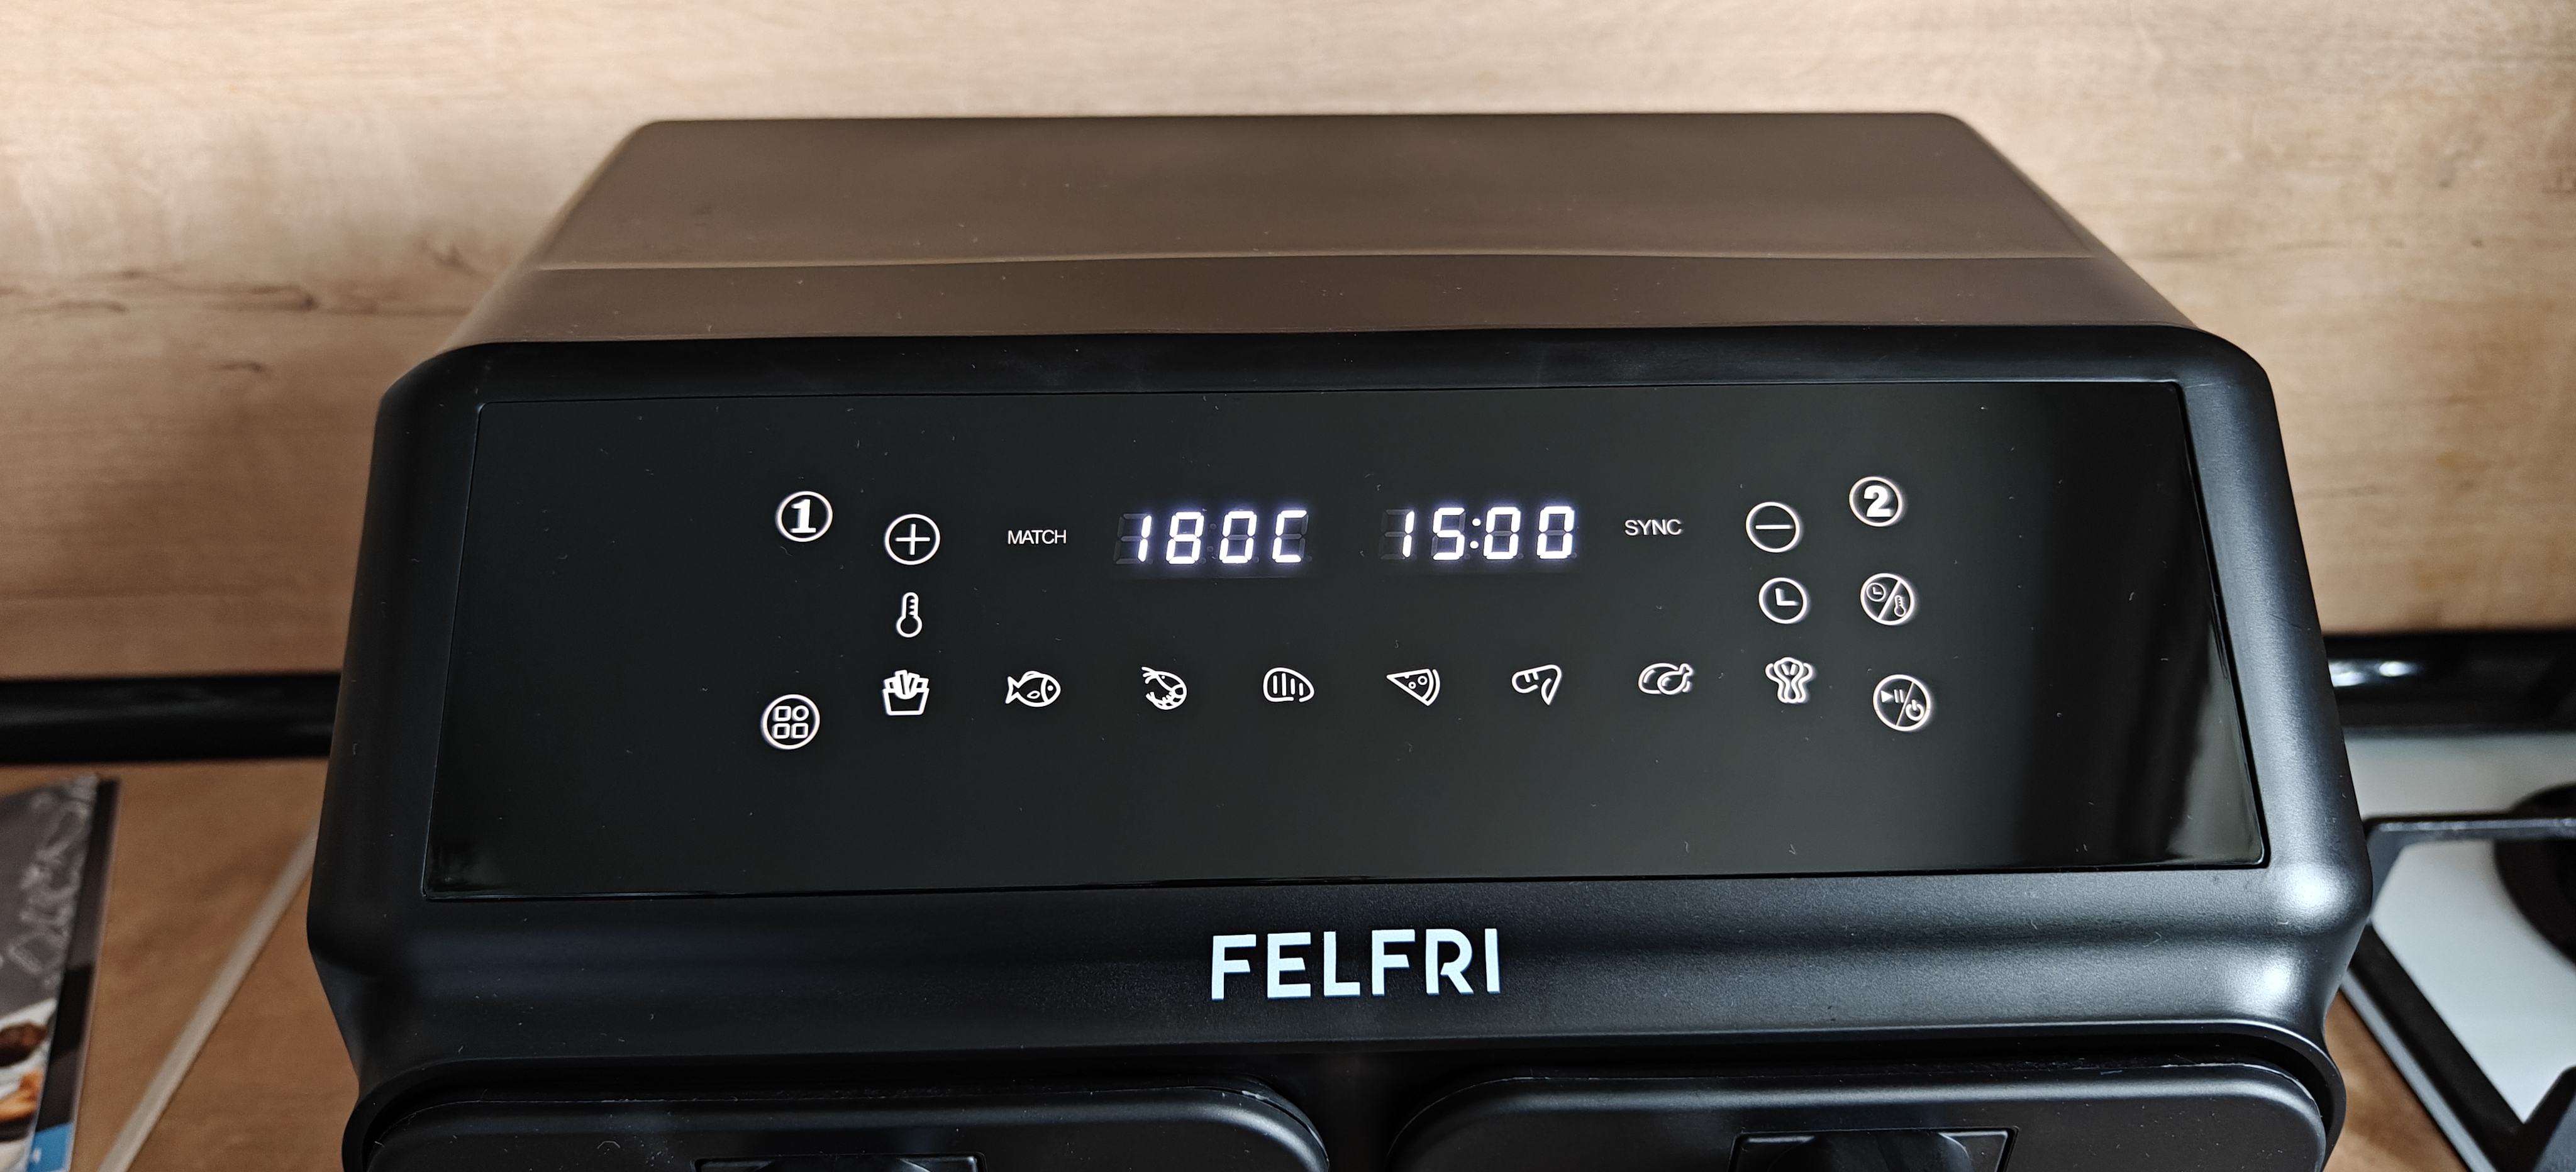 1 MATCH 180C 15:00 SYNC 2
FELFRI